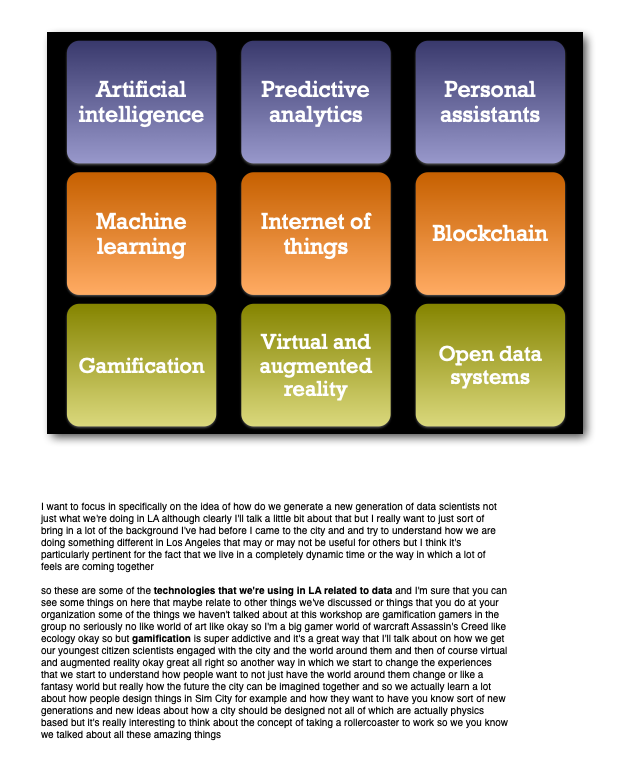 Artificial
intelligence
Predictive
analytics
Personal
assistants
Machine
learning
Internet of
things
Blockchain
Gamification
Virtual and
augmented
reality
Open data
systems
I want to focus in specifically on the idea of how do we generate a new generation of data scientists not
just what we're doing in LA although clearly I'll talk a little bit about that but I really want to just sort of
bring in a lot of the background I've had before I came to the city and and try to understand how we are
doing something different in Los Angeles that may or may not be useful for others but I think it's
particularly pertinent for the fact that we live in a completely dynamic time or the way in which a lot of
feels are coming together
so these are some of the technologies that we're using in LA related to data and I'm sure that you can
see some things on here that maybe relate to other things we've discussed or things that you do at your
organization some of the things we haven't talked about at this workshop are gamification gamers in the
group no seriously no like world of art like okay so I'm a big gamer world of warcraft Assassin's Creed like
ecology okay so but gamification is super addictive and it's a great way that I'll talk about on how we get
our youngest citizen scientists engaged with the city and the world around them and then of course virtual
and augmented reality okay great all right so another way in which we start to change the experiences
that we start to understand how people want to not just have the world around them change or like a
fantasy world but really how the future the city can be imagined together and so we actually learn a lot
about how people design things in Sim City for example and how they want to have you know sort of new
generations and new ideas about how a city should be designed not all of which are actually physics
based but it's really interesting to think about the concept of taking a rollercoaster to work so we you know
we talked about all these amazing things